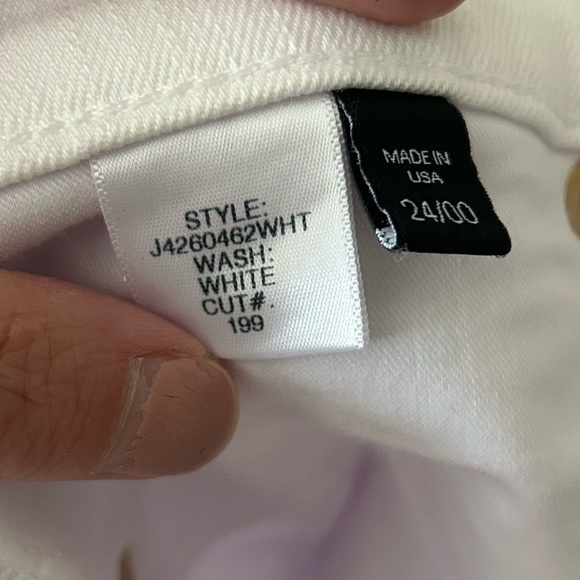 STYLE:
J4260462WHT
WASH:
WHITE
CUT#.
199
MADE IN
USA
24/00